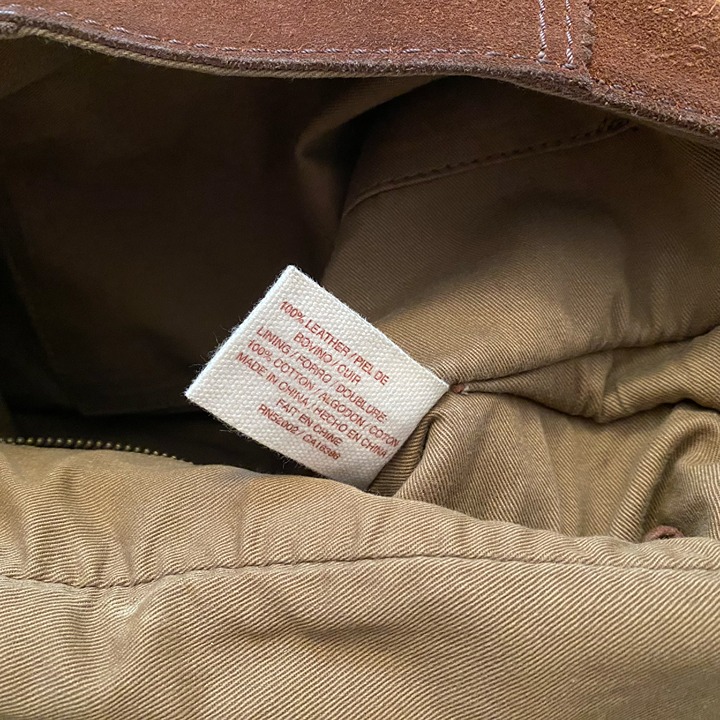 100% LEATHER / PIEL DE
BOVINO / CUIR
LINING / FORRO / DOUBLURE:
100% COTTON / ALGODON / COTON
MADE IN CHINA / HECHO EN CHINA
FAIT EN CHINE